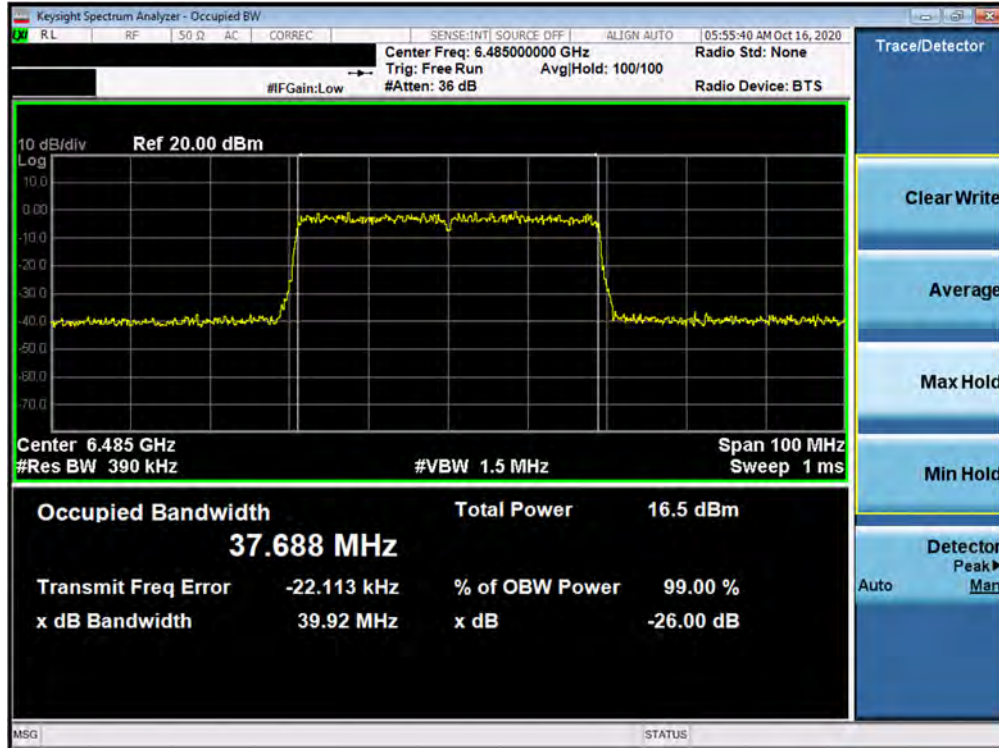 Keysight Spectrum Analyzer - Occupied BW
LXI RL RF 50 Ω AC CORREC SENSE:INT SOURCE OFF ALIGN AUTO 05:55:40 AM Oct 16, 2020
Center Freq: 6.485000000 GHz Radio Std: None
Trig: Free Run Avg|Hold: 100/100
#IFGain:Low #Atten: 36 dB Radio Device: BTS
10 dB/div Ref 20.00 dBm
Log
10.0
0.00
-10.0
-20.0
-30.0
-40.0
-50.0
-60.0
-70.0
Center 6.485 GHz Span 100 MHz
#Res BW 390 kHz #VBW 1.5 MHz Sweep 1 ms
Occupied Bandwidth Total Power 16.5 dBm
37.688 MHz
Transmit Freq Error -22.113 kHz % of OBW Power 99.00 %
x dB Bandwidth 39.92 MHz x dB -26.00 dB
MSG STATUS
Trace/Detector
Clear Write
Average
Max Hold
Min Hold
Detector
Peak▶
Auto Man